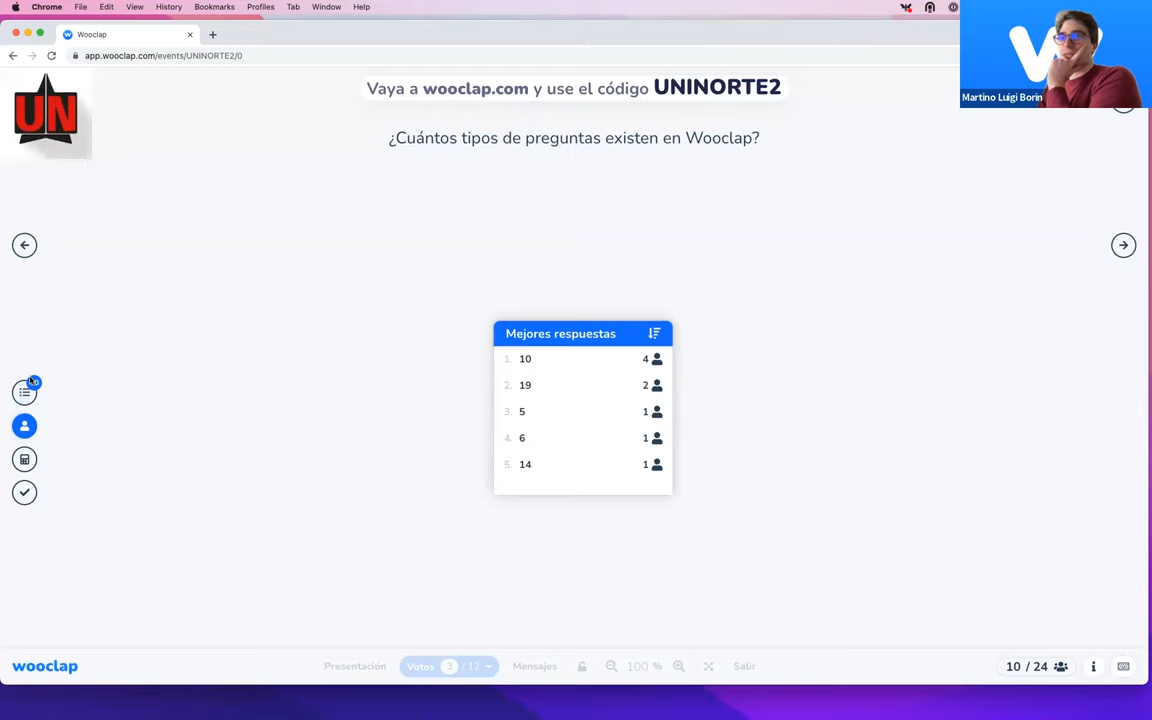 Chrome File Edit View History Bookmarks Profiles Tab Window Help
Wooclap
app.wooclap.com/events/UNINORTE2/0
UN
Vaya a wooclap.com y use el código UNINORTE2
Martino Luigi Borin
¿Cuántos tipos de preguntas existen en Wooclap?
Mejores respuestas
1. 10 4
2. 19 2
3. 5 1
4. 6 1
5. 14 1
wooclap Presentación Votos 3 / 12 Mensajes 100 % Salir 10 / 24